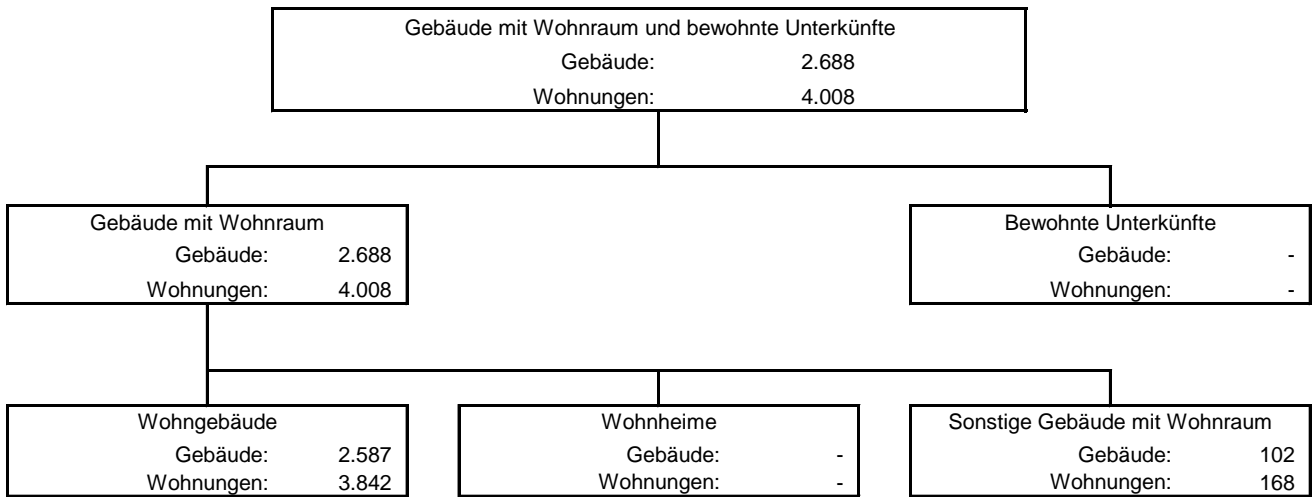 Gebäude mit Wohnraum und bewohnte Unterkünfte
Gebäude: 2.688
Wohnungen: 4.008
Gebäude mit Wohnraum
Gebäude: 2.688
Wohnungen: 4.008
Bewohnte Unterkünfte
Gebäude: -
Wohnungen: -
Wohngebäude
Gebäude: 2.587
Wohnungen: 3.842
Wohnheime
Gebäude: -
Wohnungen: -
Sonstige Gebäude mit Wohnraum
Gebäude: 102
Wohnungen: 168